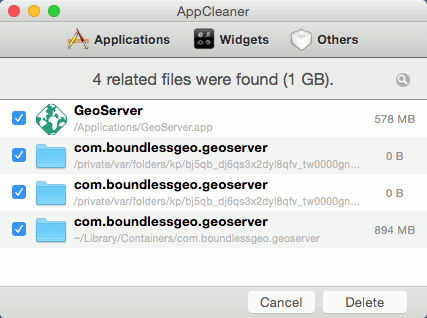 AppCleaner
Applications Widgets Others
4 related files were found (1 GB).
GeoServer
/Applications/GeoServer.app
578 MB
com.boundlessgeo.geoserver
/private/var/folders/kp/bj5qb_dj6qs3x2dyl8qfv_tw0000gn...
0 B
com.boundlessgeo.geoserver
/private/var/folders/kp/bj5qb_dj6qs3x2dyl8qfv_tw0000gn...
0 B
com.boundlessgeo.geoserver
~/Library/Containers/com.boundlessgeo.geoserver
894 MB
Cancel Delete